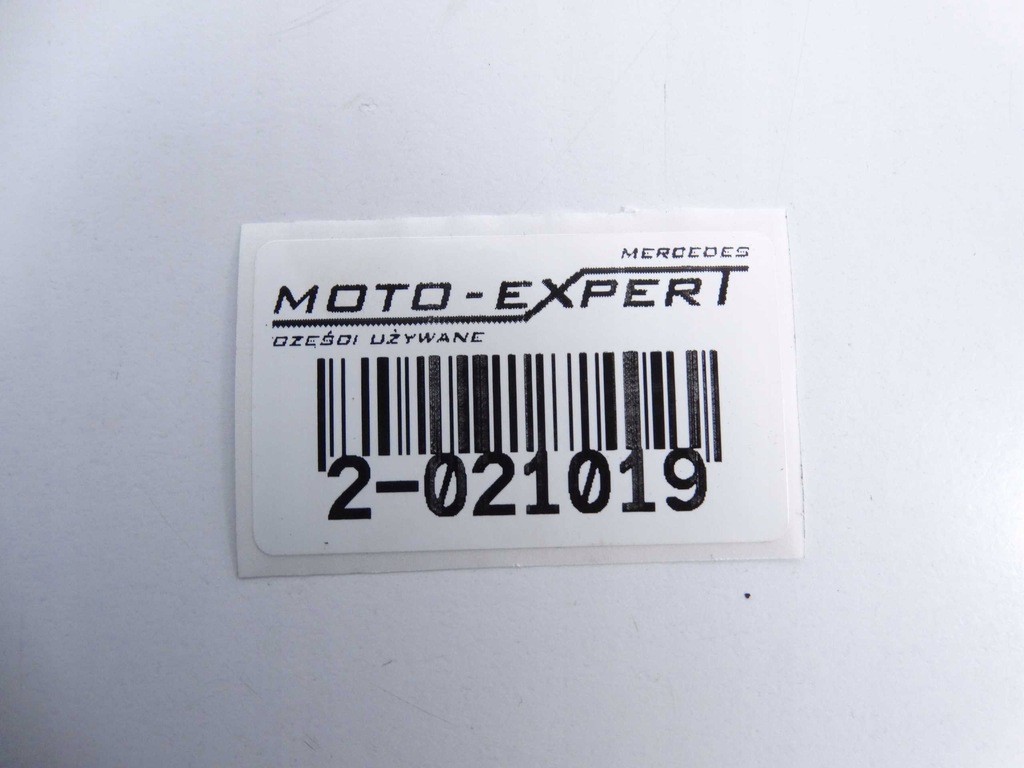 MERCEDES
MOTO-EXPERT
CZĘŚCI UŻYWANE
2-021019